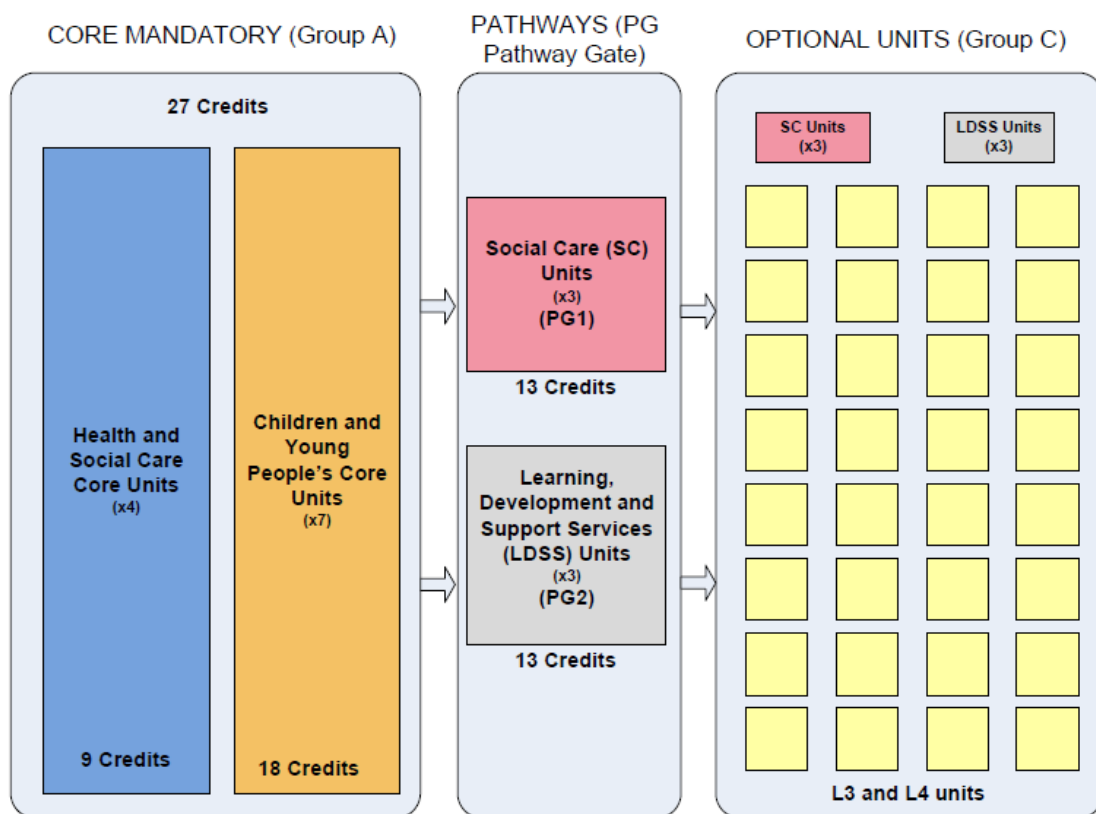 CORE MANDATORY (Group A)
27 Credits
Health and
Social Care
Core Units
(x4)
9 Credits
Children and
Young
People's Core
Units
(x7)
18 Credits
PATHWAYS (PG
Pathway Gate)
Social Care (SC)
Units
(x3)
(PG1)
13 Credits
Learning,
Development and
Support Services
(LDSS) Units
(x3)
(PG2)
13 Credits
OPTIONAL UNITS (Group C)
SC Units
(x3)
LDSS Units
(x3)
L3 and L4 units